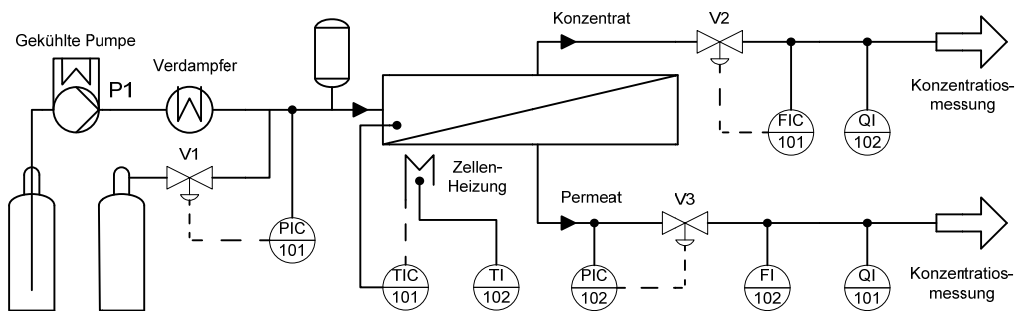 Gekühlte Pumpe
P1
Verdampfer
V1
PIC
101
Konzentrat
V2
FIC
101
QI
102
Konzentratios-
messung
Zellen-
Heizung
TIC
101
TI
102
Permeat
V3
PIC
102
FI
102
QI
101
Konzentratios-
messung